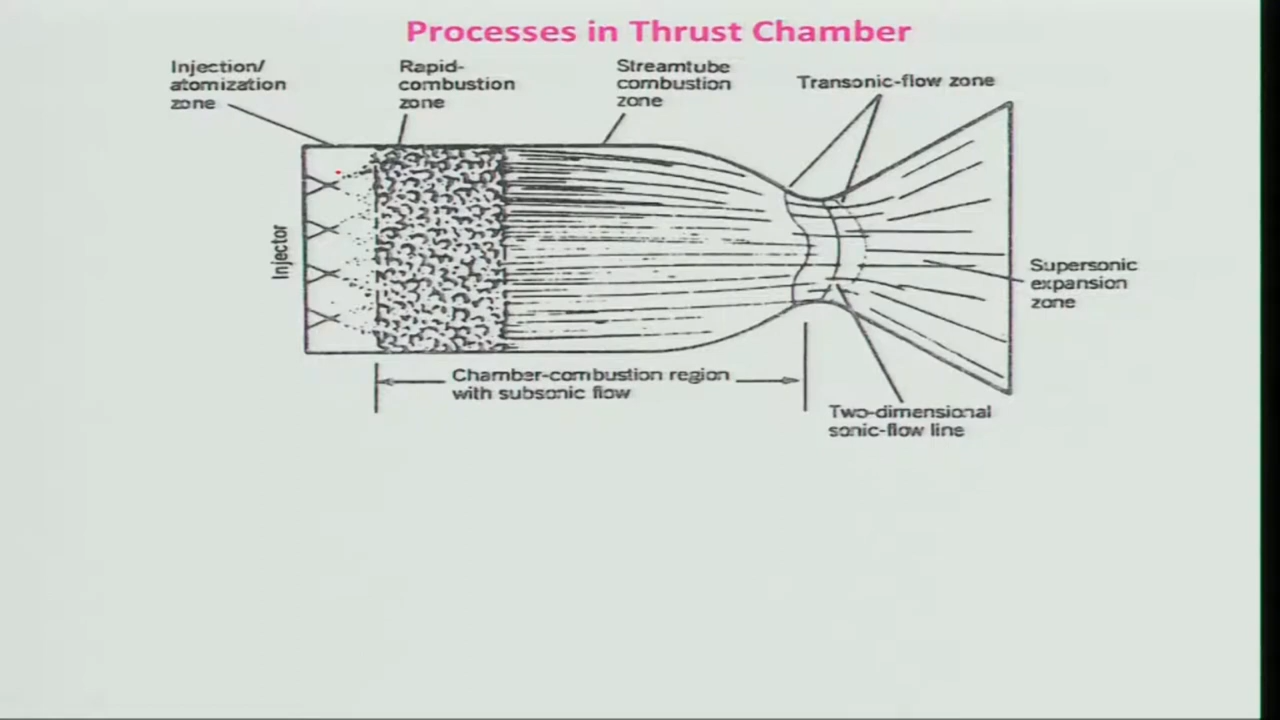 Processes in Thrust Chamber
Injection/
atomization
zone
Rapid-
combustion
zone
Streamtube
combustion
zone
Transonic-flow zone
Injector
Supersonic
expansion
zone
Chamber-combustion region
with subsonic flow
Two-dimensional
sonic-flow line